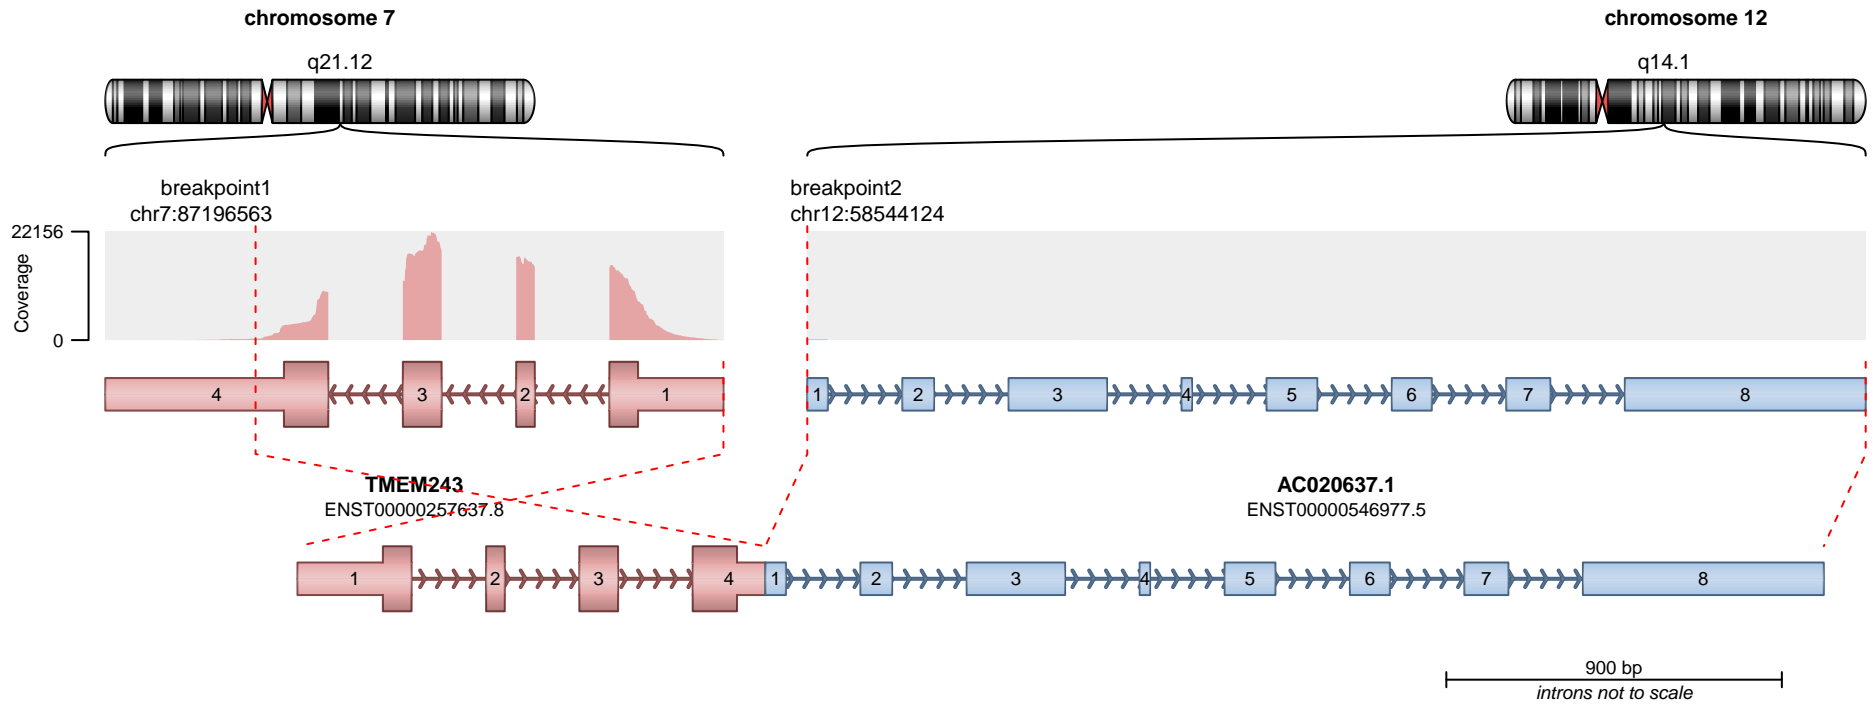 chromosome 7
chromosome 12
q21.12
q14.1
breakpoint1
chr7:87196563
breakpoint2
chr12:58544124
22156
Coverage
0
4 3 2 1
1 2 3 4 5 6 7 8
TMEM243
ENST00000257637.8
AC020637.1
ENST00000546977.5
1 2 3 4 1 2 3 4 5 6 7 8
900 bp
introns not to scale